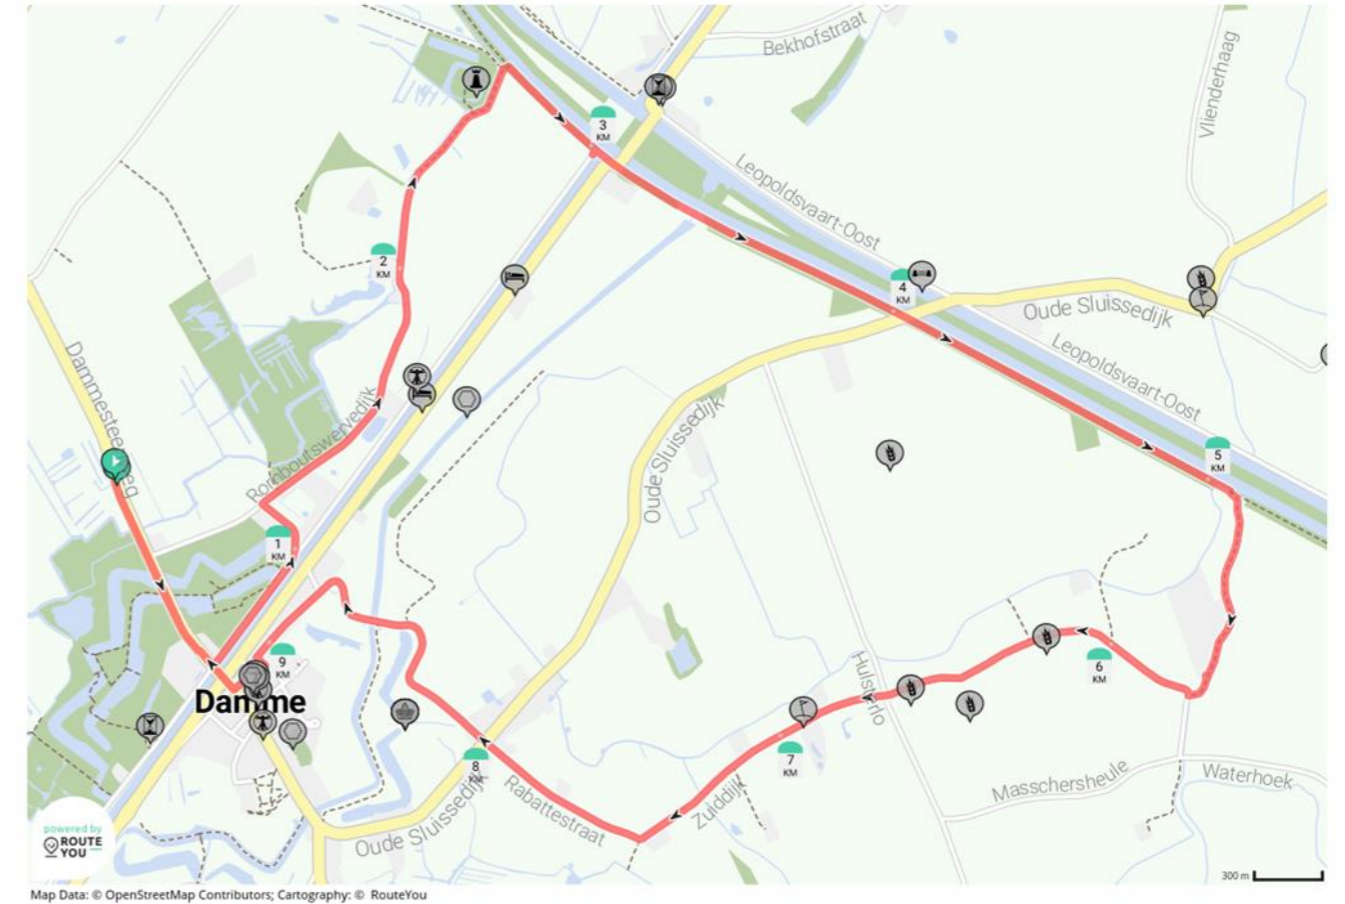 Bekhofstraat
Vlienderhaag
3
KM
Leopoldsvaart-Oost
2
KM
4
KM
Oude Sluissedijk
Dammesteenweg
Leopoldsvaart-Oost
Romboutswervedijk
Oude Sluissedijk
5
KM
1
KM
9
KM
Damme
Hulsterlo
6
KM
7
KM
8
KM
Masschersheule
Waterhoek
Zuiddijk
Rabattestraat
Oude Sluissedijk
powered by
ROUTE
YOU
300 m
Map Data: © OpenStreetMap Contributors; Cartography: © RouteYou